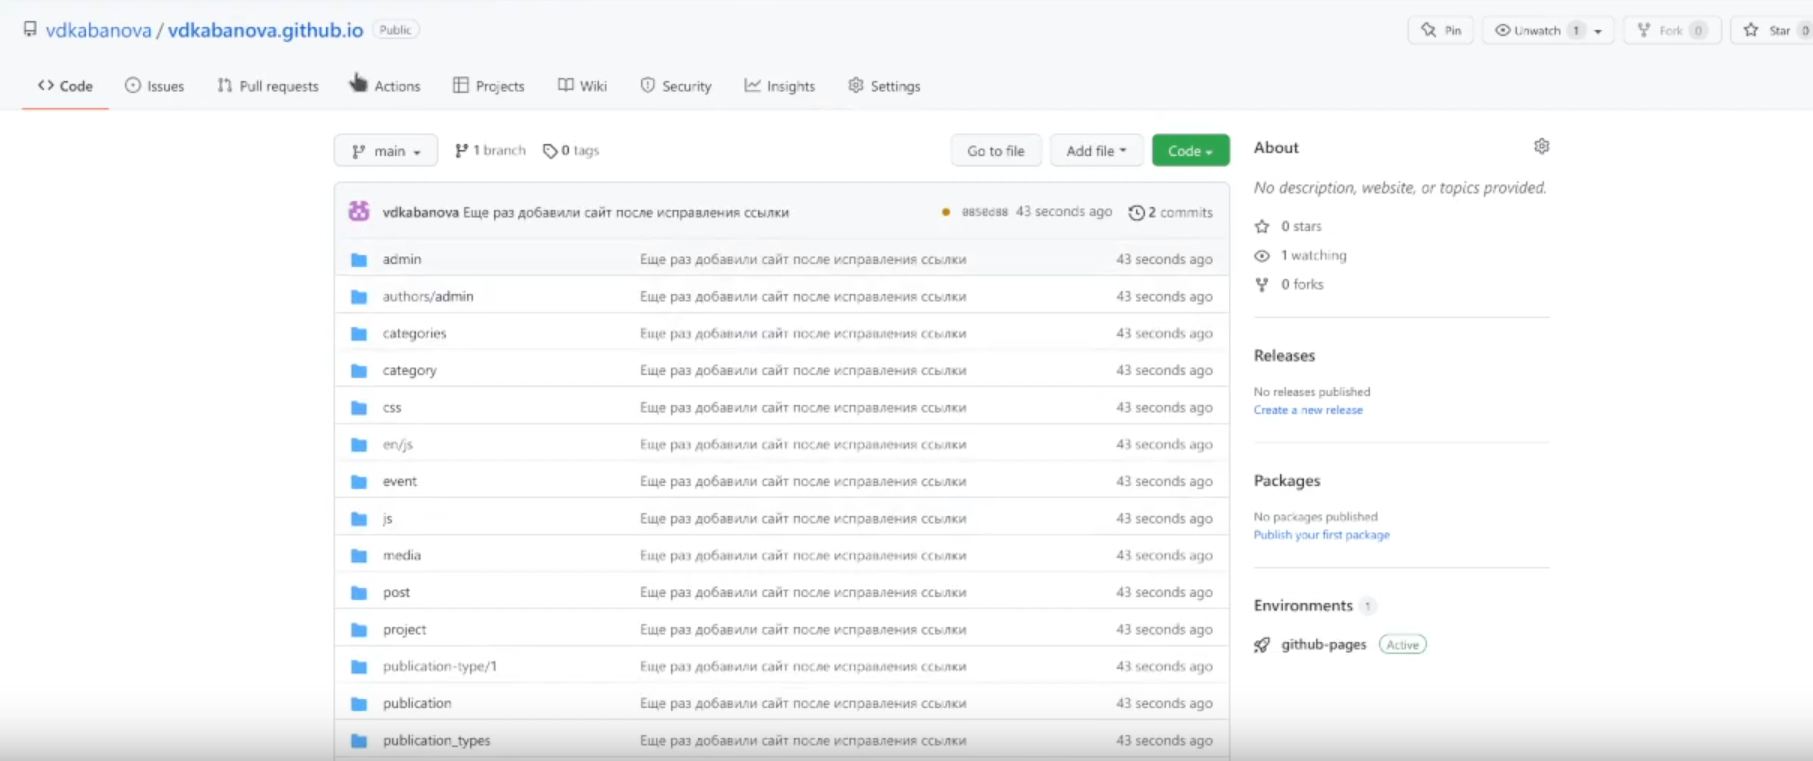 vdkabanova / vdkabanova.github.io Public
Pin Unwatch 1 Fork 0 Star 0
Code Issues Pull requests Actions Projects Wiki Security Insights Settings
main 1 branch 0 tags Go to file Add file Code
vdkabanova Еще раз добавили сайт после исправления ссылки 43 seconds ago 2 commits
admin Еще раз добавили сайт после исправления ссылки 43 seconds ago
authors/admin Еще раз добавили сайт после исправления ссылки 43 seconds ago
categories Еще раз добавили сайт после исправления ссылки 43 seconds ago
category Еще раз добавили сайт после исправления ссылки 43 seconds ago
css Еще раз добавили сайт после исправления ссылки 43 seconds ago
en/js Еще раз добавили сайт после исправления ссылки 43 seconds ago
event Еще раз добавили сайт после исправления ссылки 43 seconds ago
js Еще раз добавили сайт после исправления ссылки 43 seconds ago
media Еще раз добавили сайт после исправления ссылки 43 seconds ago
post Еще раз добавили сайт после исправления ссылки 43 seconds ago
project Еще раз добавили сайт после исправления ссылки 43 seconds ago
publication-type/1 Еще раз добавили сайт после исправления ссылки 43 seconds ago
publication Еще раз добавили сайт после исправления ссылки 43 seconds ago
publication_types Еще раз добавили сайт после исправления ссылки 43 seconds ago
About
No description, website, or topics provided.
0 stars
1 watching
0 forks
Releases
No releases published
Create a new release
Packages
No packages published
Publish your first package
Environments 1
github-pages Active